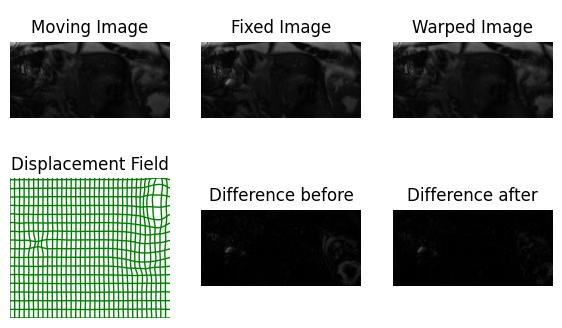 Moving Image
Fixed Image
Warped Image
Displacement Field
Difference before
Difference after